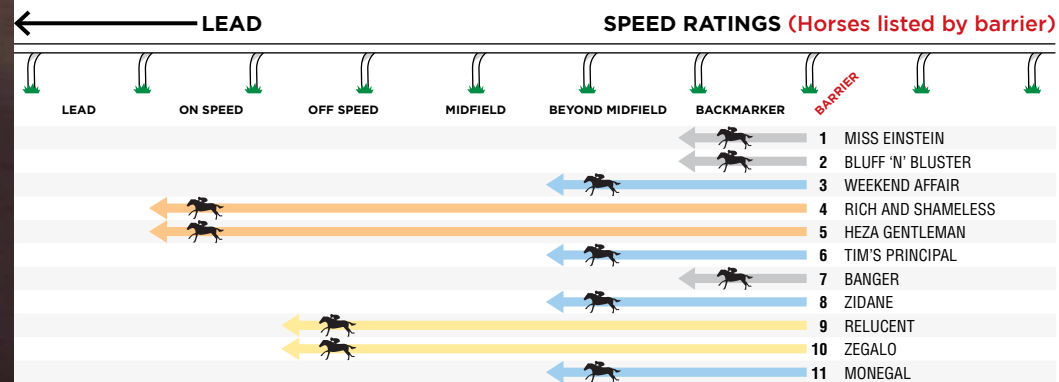 LEAD SPEED RATINGS (Horses listed by barrier)
LEAD ON SPEED OFF SPEED MIDFIELD BEYOND MIDFIELD BACKMARKER BARRIER
1 MISS EINSTEIN
2 BLUFF ‘N’ BLUSTER
3 WEEKEND AFFAIR
4 RICH AND SHAMELESS
5 HEZA GENTLEMAN
6 TIM’S PRINCIPAL
7 BANGER
8 ZIDANE
9 RELUCENT
10 ZEGALO
11 MONEGAL